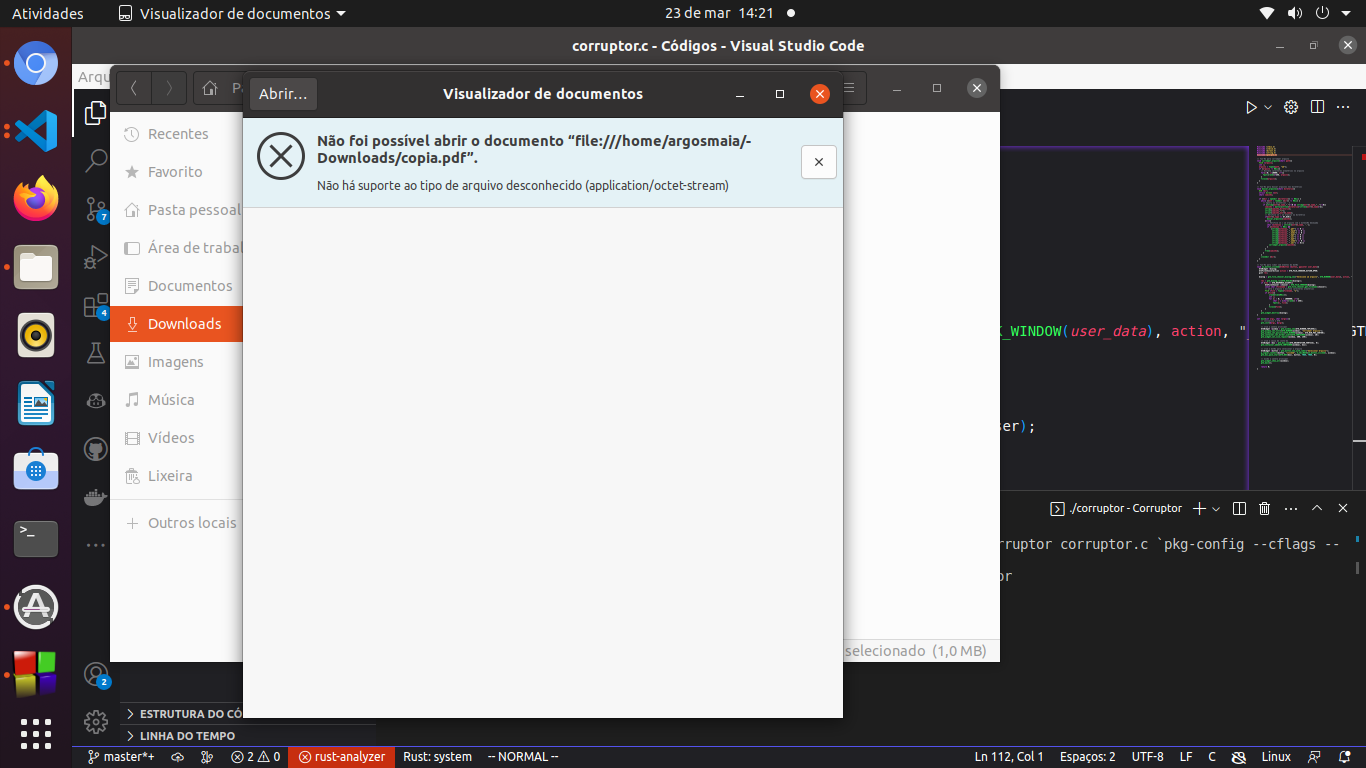 Atividades
Visualizador de documentos
23 de mar 14:21
corruptor.c - Códigos - Visual Studio Code
Arqu
Abrir...
Visualizador de documentos
Não foi possível abrir o documento “file:///home/argosmaia/-
Downloads/copia.pdf”.
Não há suporte ao tipo de arquivo desconhecido (application/octet-stream)
Recentes
Favorito
Pasta pessoal
Área de trabal
Documentos
Downloads
Imagens
Música
Vídeos
Lixeira
Outros locais
7
4
2
K_WINDOW(user_data), action, "
GT
ser);
./corruptor - Corruptor
rruptor corruptor.c `pkg-config --cflags --
or
selecionado (1,0 MB)
ESTRUTURA DO CÓ
LINHA DO TEMPO
master*+
2
0
rust-analyzer
Rust: system
-- NORMAL --
Ln 112, Col 1
Espaços: 2
UTF-8
LF
C
Linux